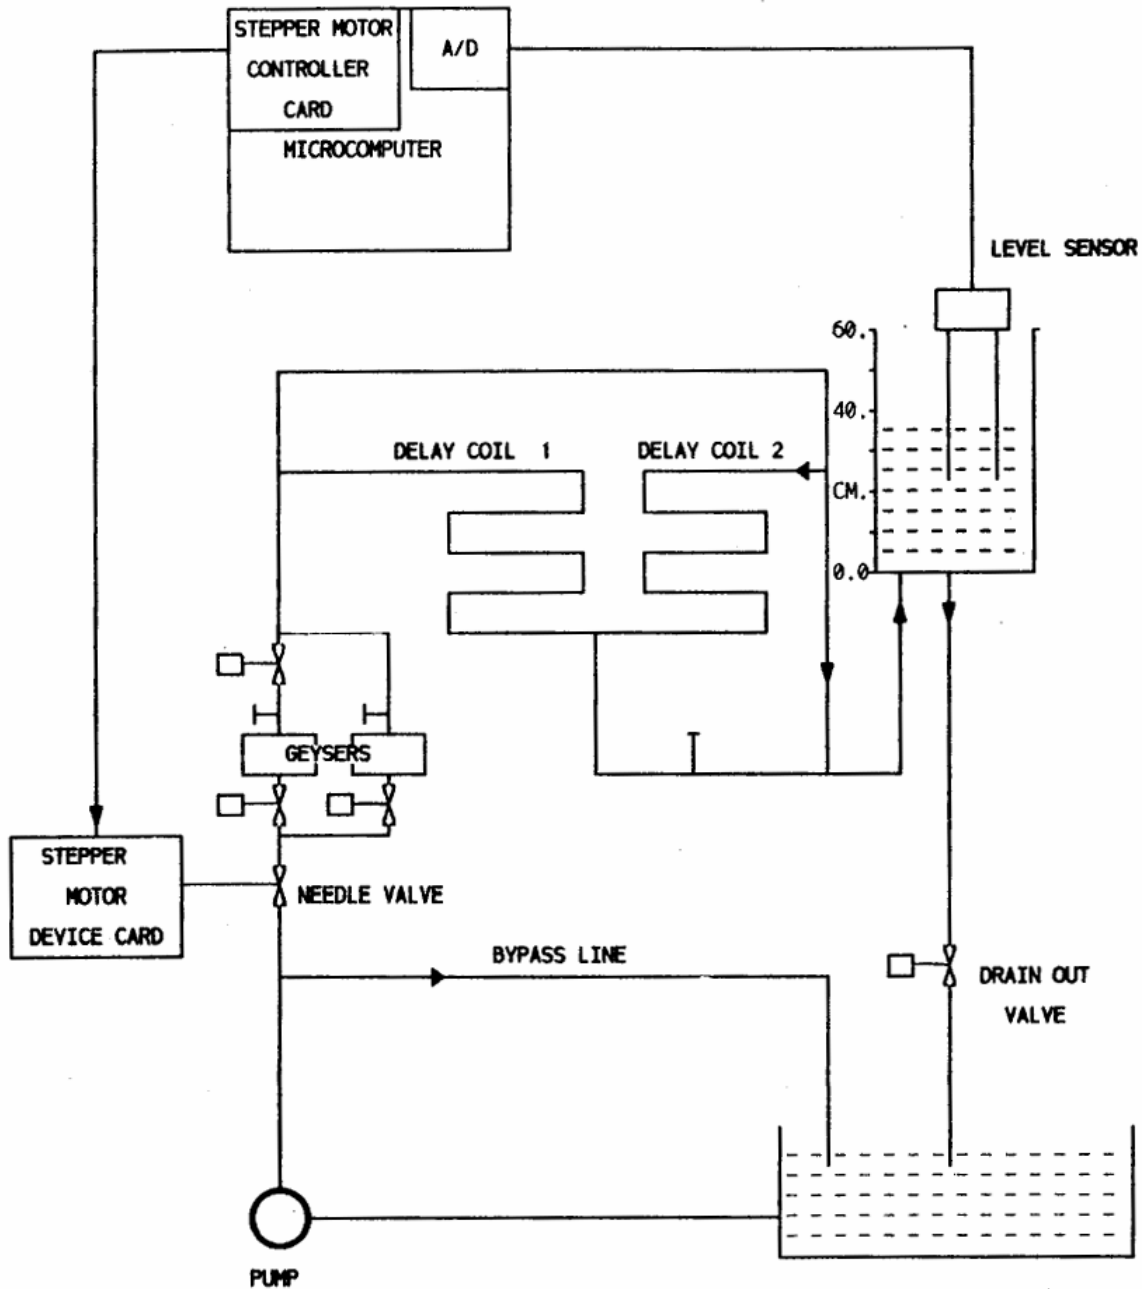 STEPPER MOTOR
CONTROLLER
CARD
A/D
MICROCOMPUTER
LEVEL SENSOR
60.
40.
CM.
0.0
DELAY COIL 1
DELAY COIL 2
GEYSERS
STEPPER
MOTOR
DEVICE CARD
NEEDLE VALVE
BYPASS LINE
DRAIN OUT
VALVE
PUMP